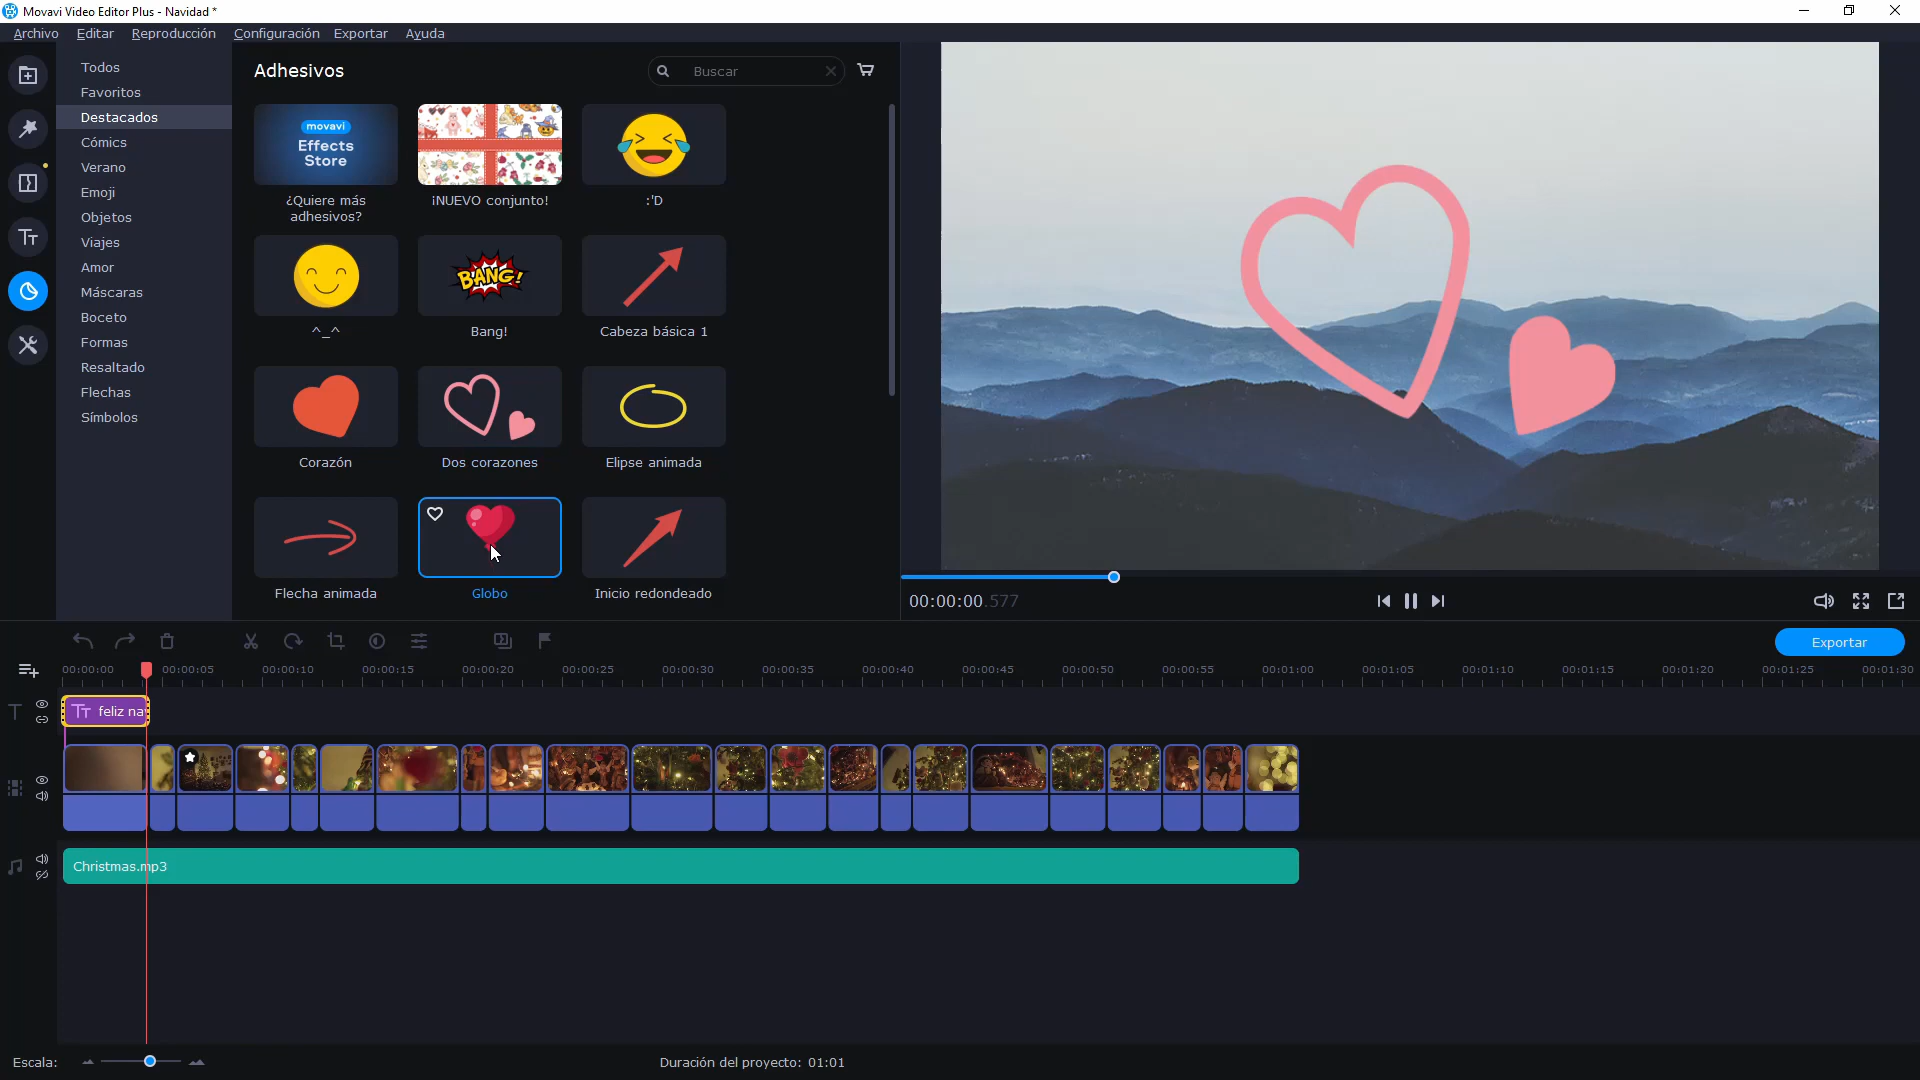 Movavi Video Editor Plus - Navidad *
Archivo Editar Reproducción Configuración Exportar Ayuda
Todos
Favoritos
Destacados
Cómics
Verano
Emoji
Objetos
Viajes
Amor
Máscaras
Boceto
Formas
Resaltado
Flechas
Símbolos
Adhesivos
Buscar
movavi
Effects
Store
¿Quiere más
adhesivos?
¡NUEVO conjunto!
:'D
^_^
BANG!
Bang!
Cabeza básica 1
Corazón
Dos corazones
Elipse animada
Flecha animada
Globo
Inicio redondeado
00:00:00.577
Exportar
00:00:00 00:00:05 00:00:10 00:00:15 00:00:20 00:00:25 00:00:30 00:00:35 00:00:40 00:00:45 00:00:50 00:00:55 00:01:00 00:01:05 00:01:10 00:01:15 00:01:20 00:01:25 00:01:30
Tт feliz na
Christmas.mp3
Escala:
Duración del proyecto: 01:01